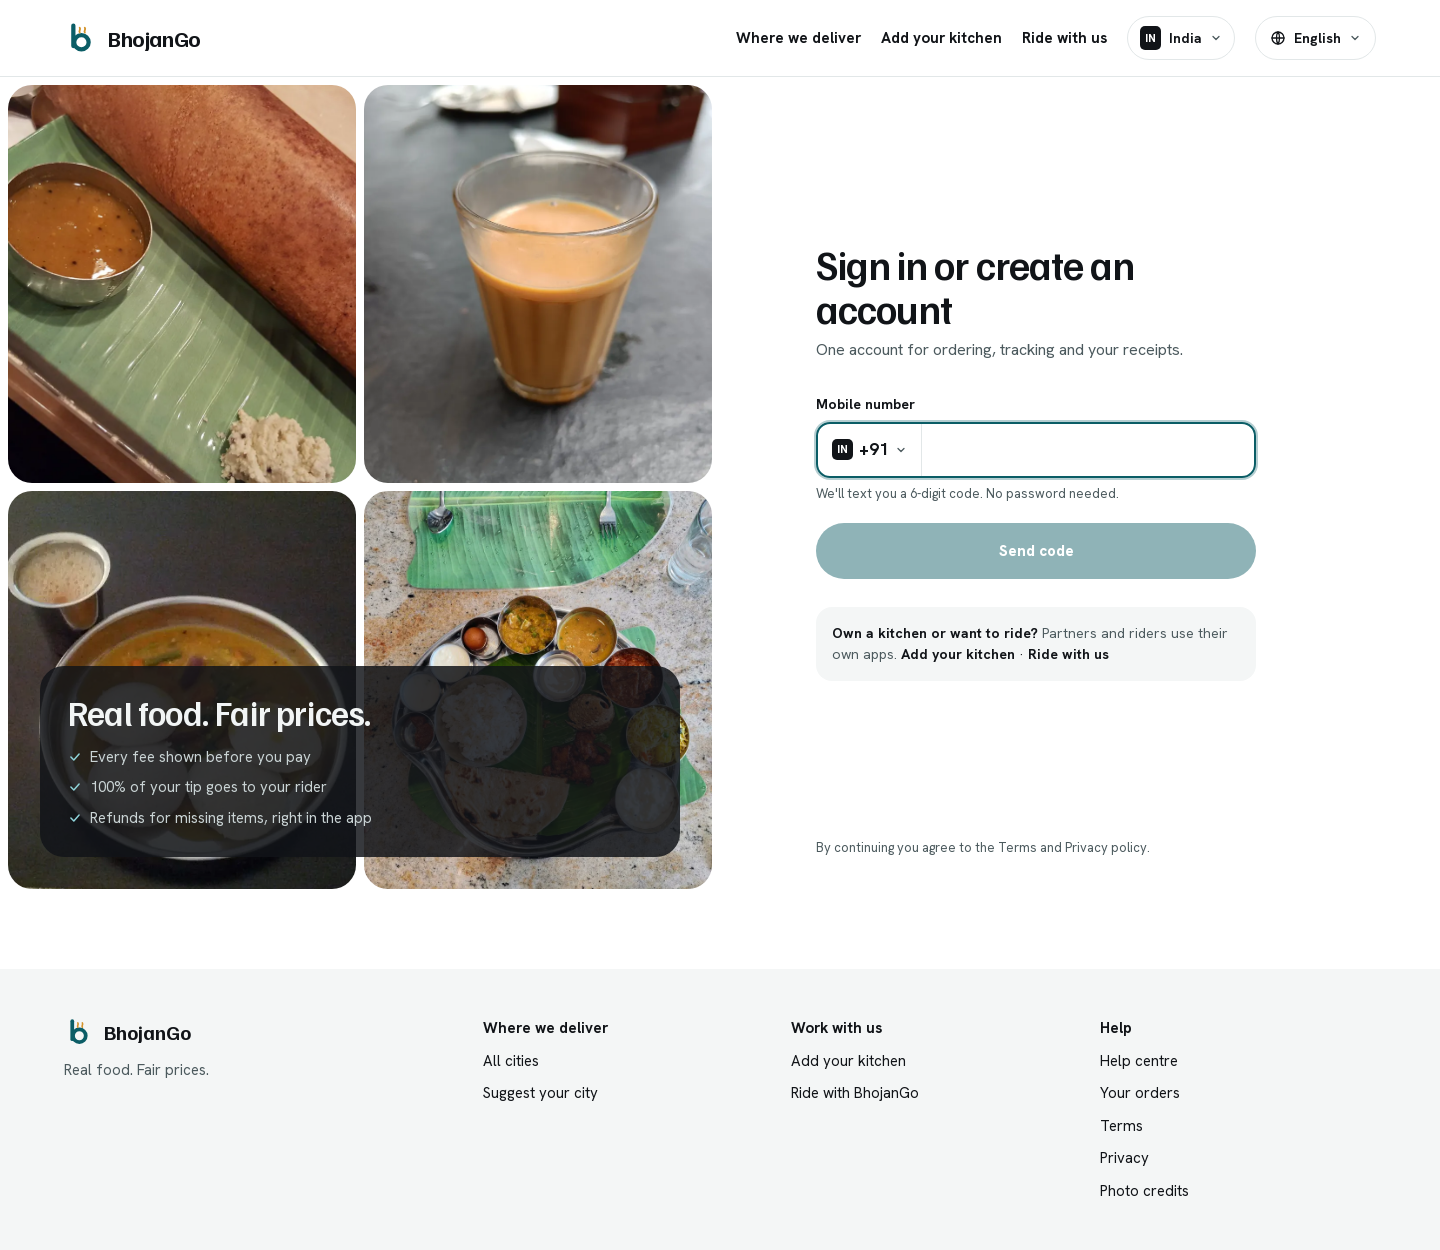 BhojanGo
Where we deliver
Add your kitchen
Ride with us
IN India
English
Sign in or create an
account
One account for ordering, tracking and your receipts.
Mobile number
IN +91
We'll text you a 6-digit code. No password needed.
Send code
Own a kitchen or want to ride? Partners and riders use their
own apps. Add your kitchen · Ride with us
Real food. Fair prices.
Every fee shown before you pay
100% of your tip goes to your rider
Refunds for missing items, right in the app
By continuing you agree to the Terms and Privacy policy.
BhojanGo
Real food. Fair prices.
Where we deliver
All cities
Suggest your city
Work with us
Add your kitchen
Ride with BhojanGo
Help
Help centre
Your orders
Terms
Privacy
Photo credits